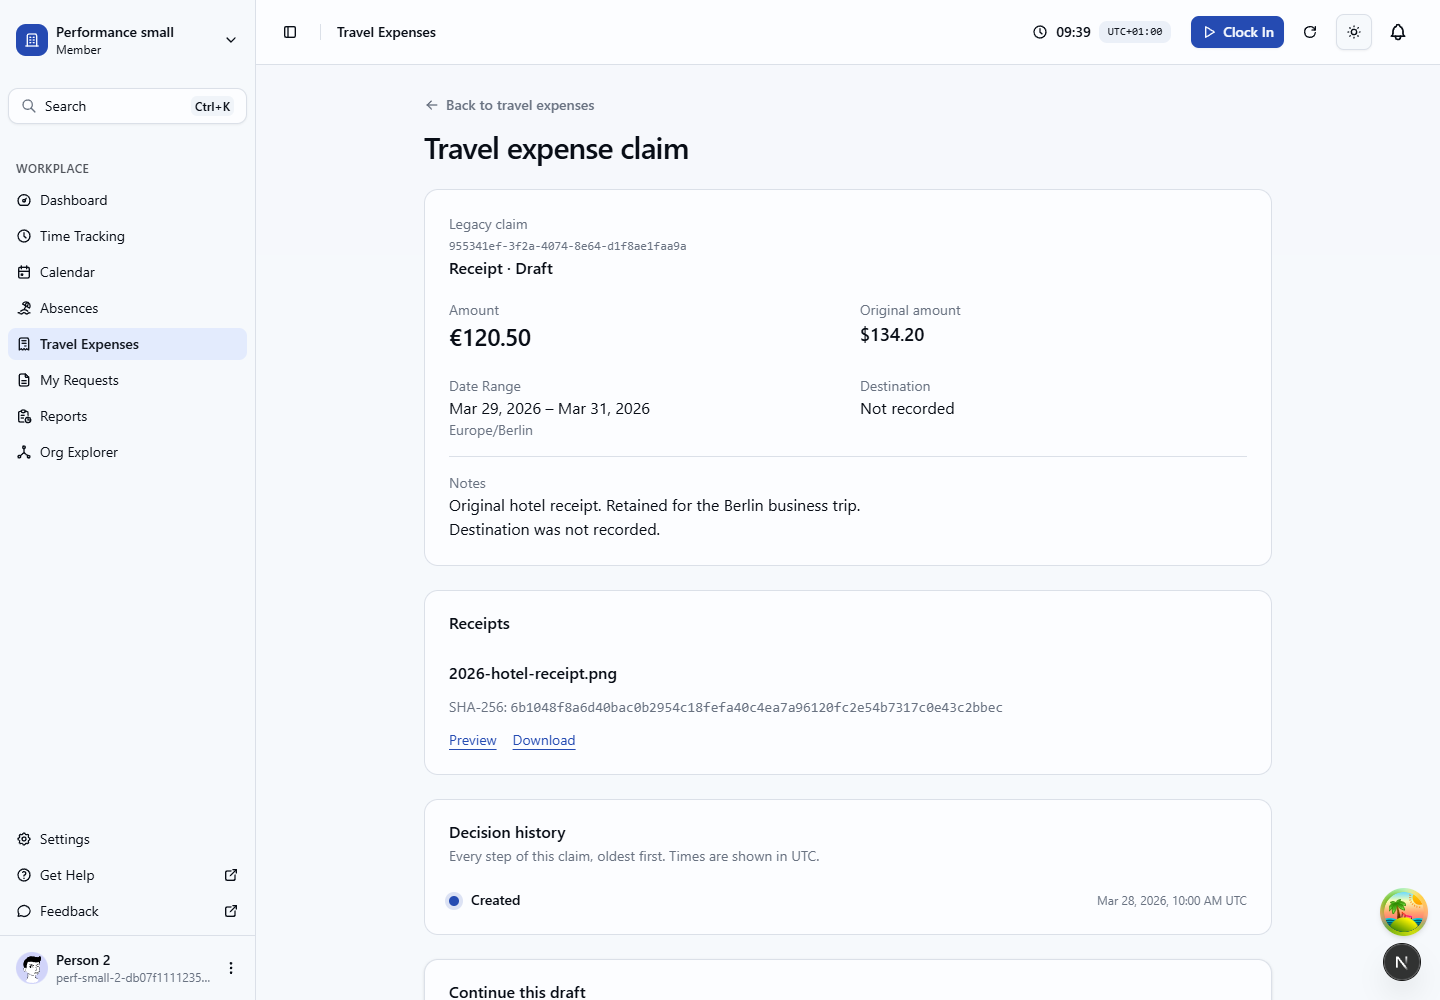 Performance small
Member
Search
Ctrl+K
WORKPLACE
Dashboard
Time Tracking
Calendar
Absences
Travel Expenses
My Requests
Reports
Org Explorer
Settings
Get Help
Feedback
Person 2
perf-small-2-db07f1111235...
Travel Expenses
09:39
UTC+01:00
Clock In
Back to travel expenses
Travel expense claim
Legacy claim
955341ef-3f2a-4074-8e64-d1f8ae1faa9a
Receipt · Draft
Amount
€120.50
Original amount
$134.20
Date Range
Mar 29, 2026 – Mar 31, 2026
Europe/Berlin
Destination
Not recorded
Notes
Original hotel receipt. Retained for the Berlin business trip.
Destination was not recorded.
Receipts
2026-hotel-receipt.png
SHA-256: 6b1048f8a6d40bac0b2954c18fefa40c4ea7a96120fc2e54b7317c0e43c2bbec
Preview
Download
Decision history
Every step of this claim, oldest first. Times are shown in UTC.
Created
Mar 28, 2026, 10:00 AM UTC
Continue this draft
N